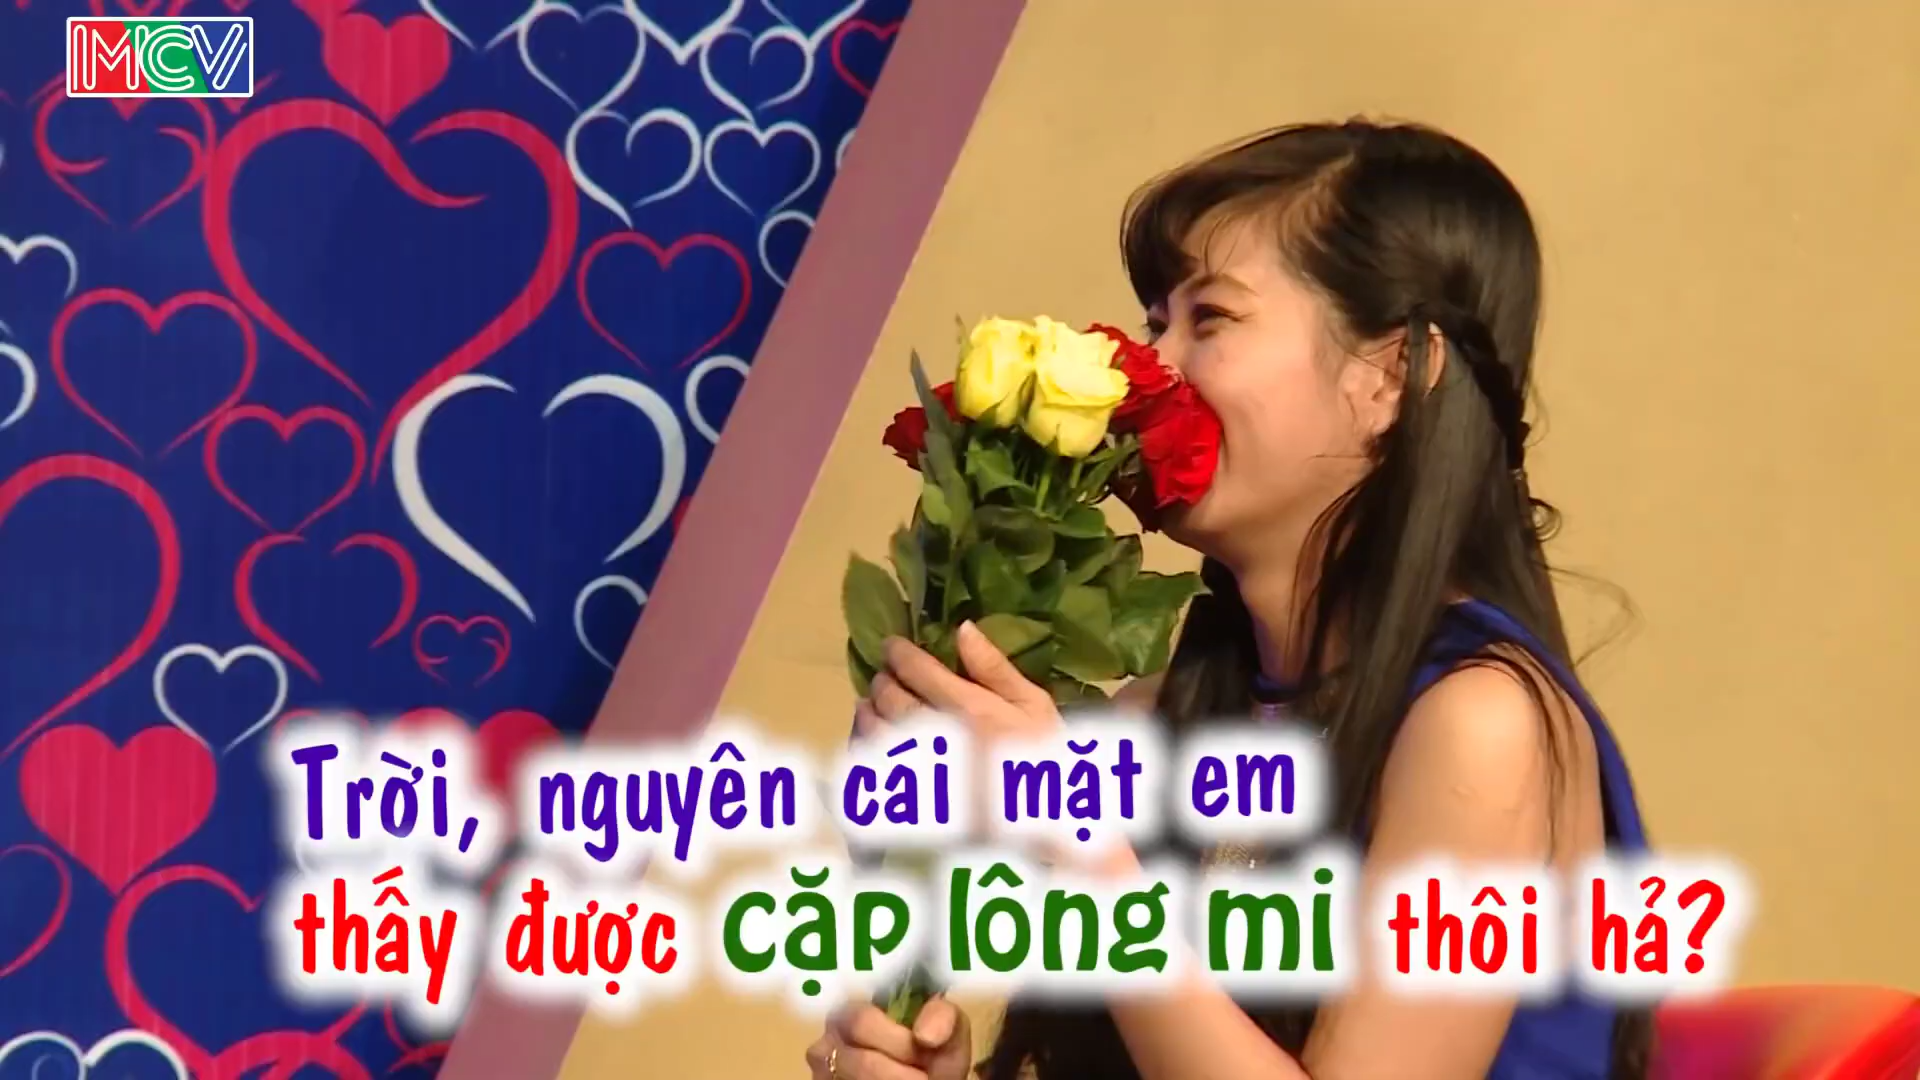 MCV
Trời, nguyên cái mặt em
thấy được cặp lông mi thôi hả?